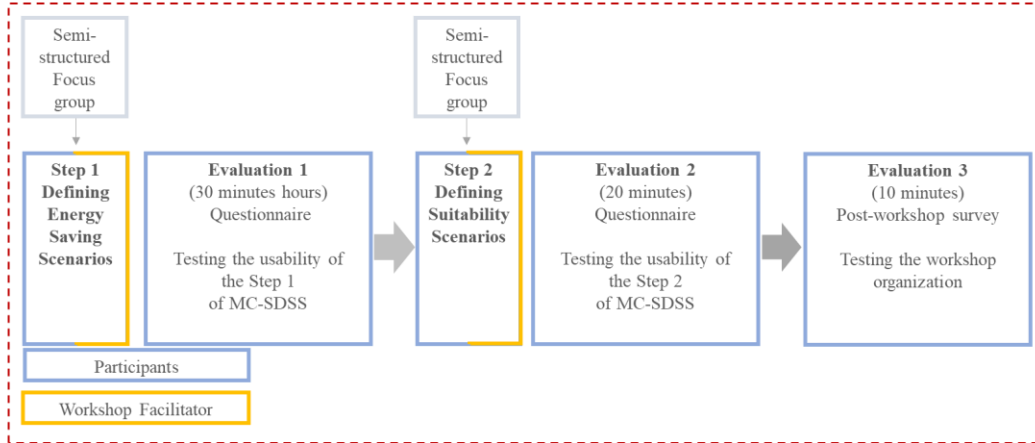 Semi-
structured
Focus
group
Semi-
structured
Focus
group
Step 1
Defining
Energy
Saving
Scenarios
Evaluation 1
(30 minutes hours)
Questionnaire
Testing the usability of
the Step 1
of MC-SDSS
Step 2
Defining
Suitability
Scenarios
Evaluation 2
(20 minutes)
Questionnaire
Testing the usability of
the Step 2
of MC-SDSS
Evaluation 3
(10 minutes)
Post-workshop survey
Testing the workshop
organization
Participants
Workshop Facilitator